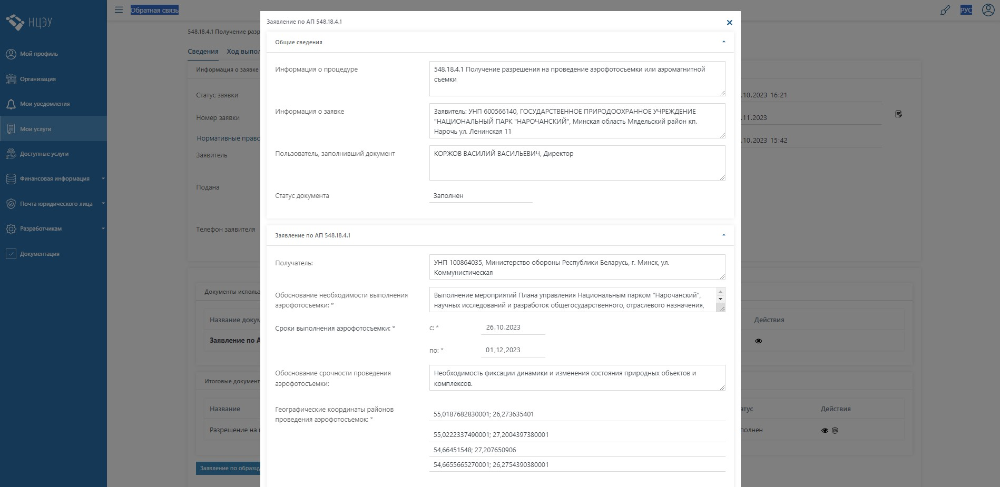 НЦЭУ
Обратная связь
РУС
Мой профиль
Организация
Мои уведомления
Мои услуги
Доступные услуги
Финансовая информация
Почта юридического лица
Разработчикам
Документация
548.18.4.1 Получение разр
Сведения Ход выпол
Информация о заявке
Статус заявки
.10.2023 16:21
Номер заявки
.11.2023
Нормативные право
.10.2023 15:42
Заявитель
Подана
Телефон заявителя
Документы использ
Название докум
Действия
Заявление по А
Итоговые документ
Название
атус
Действия
Разрешение на п
полнен
Заявление по образцу
Заявление по АП 548.18.4.1
Общие сведения
Информация о процедуре
548.18.4.1 Получение разрешения на проведение аэрофотосъемки или аэромагнитной
съемки
Информация о заявке
Заявитель: УНП 600566140, ГОСУДАРСТВЕННОЕ ПРИРОДООХРАННОЕ УЧРЕЖДЕНИЕ
"НАЦИОНАЛЬНЫЙ ПАРК "НАРОЧАНСКИЙ", Минская область Мядельский район кп.
Нарочь ул. Ленинская 11
Пользователь, заполнивший документ
КОРЖОВ ВАСИЛИЙ ВАСИЛЬЕВИЧ, Директор
Статус документа
Заполнен
Заявление по АП 548.18.4.1
Получатель:
УНП 100864035, Министерство обороны Республики Беларусь, г. Минск, ул.
Коммунистическая
Обоснование необходимости выполнения
аэрофотосъемки: *
Выполнение мероприятий Плана управления Национальным парком "Нарочанский",
научных исследований и разработок общегосударственного, отраслевого назначения,
Сроки выполнения аэрофотосъемки: *
с: * 26.10.2023
по: * 01.12.2023
Обоснование срочности проведения
аэрофотосъемки:
Необходимость фиксации динамики и изменения состояния природных объектов и
комплексов.
Географические координаты районов
проведения аэрофотосъемок: *
55,0187682830001; 26,273635401
55,0222337490001; 27,2004397380001
54,66451548; 27,207650906
54,6655665270001; 26,2754390380001